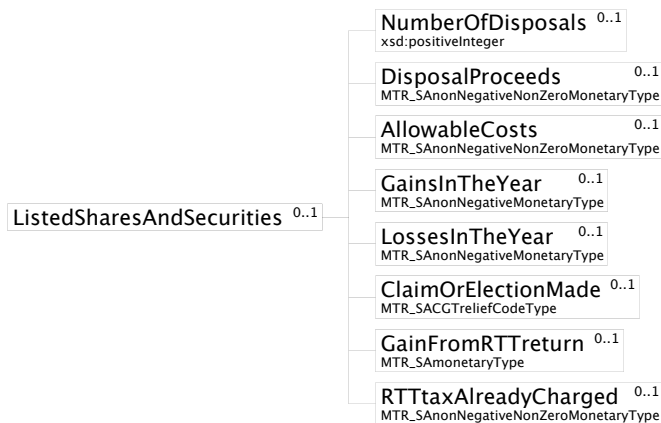 NumberOfDisposals 0..1
xsd:positiveInteger
DisposalProceeds 0..1
MTR_SAnonNegativeNonZeroMonetaryType
AllowableCosts 0..1
MTR_SAnonNegativeNonZeroMonetaryType
GainsInTheYear 0..1
MTR_SAnonNegativeMonetaryType
ListedSharesAndSecurities 0..1
LossesInTheYear 0..1
MTR_SAnonNegativeMonetaryType
ClaimOrElectionMade 0..1
MTR_SACGTreliefCodeType
GainFromRTTreturn 0..1
MTR_SAmonetaryType
RTTtaxAlreadyCharged 0..1
MTR_SAnonNegativeNonZeroMonetaryType